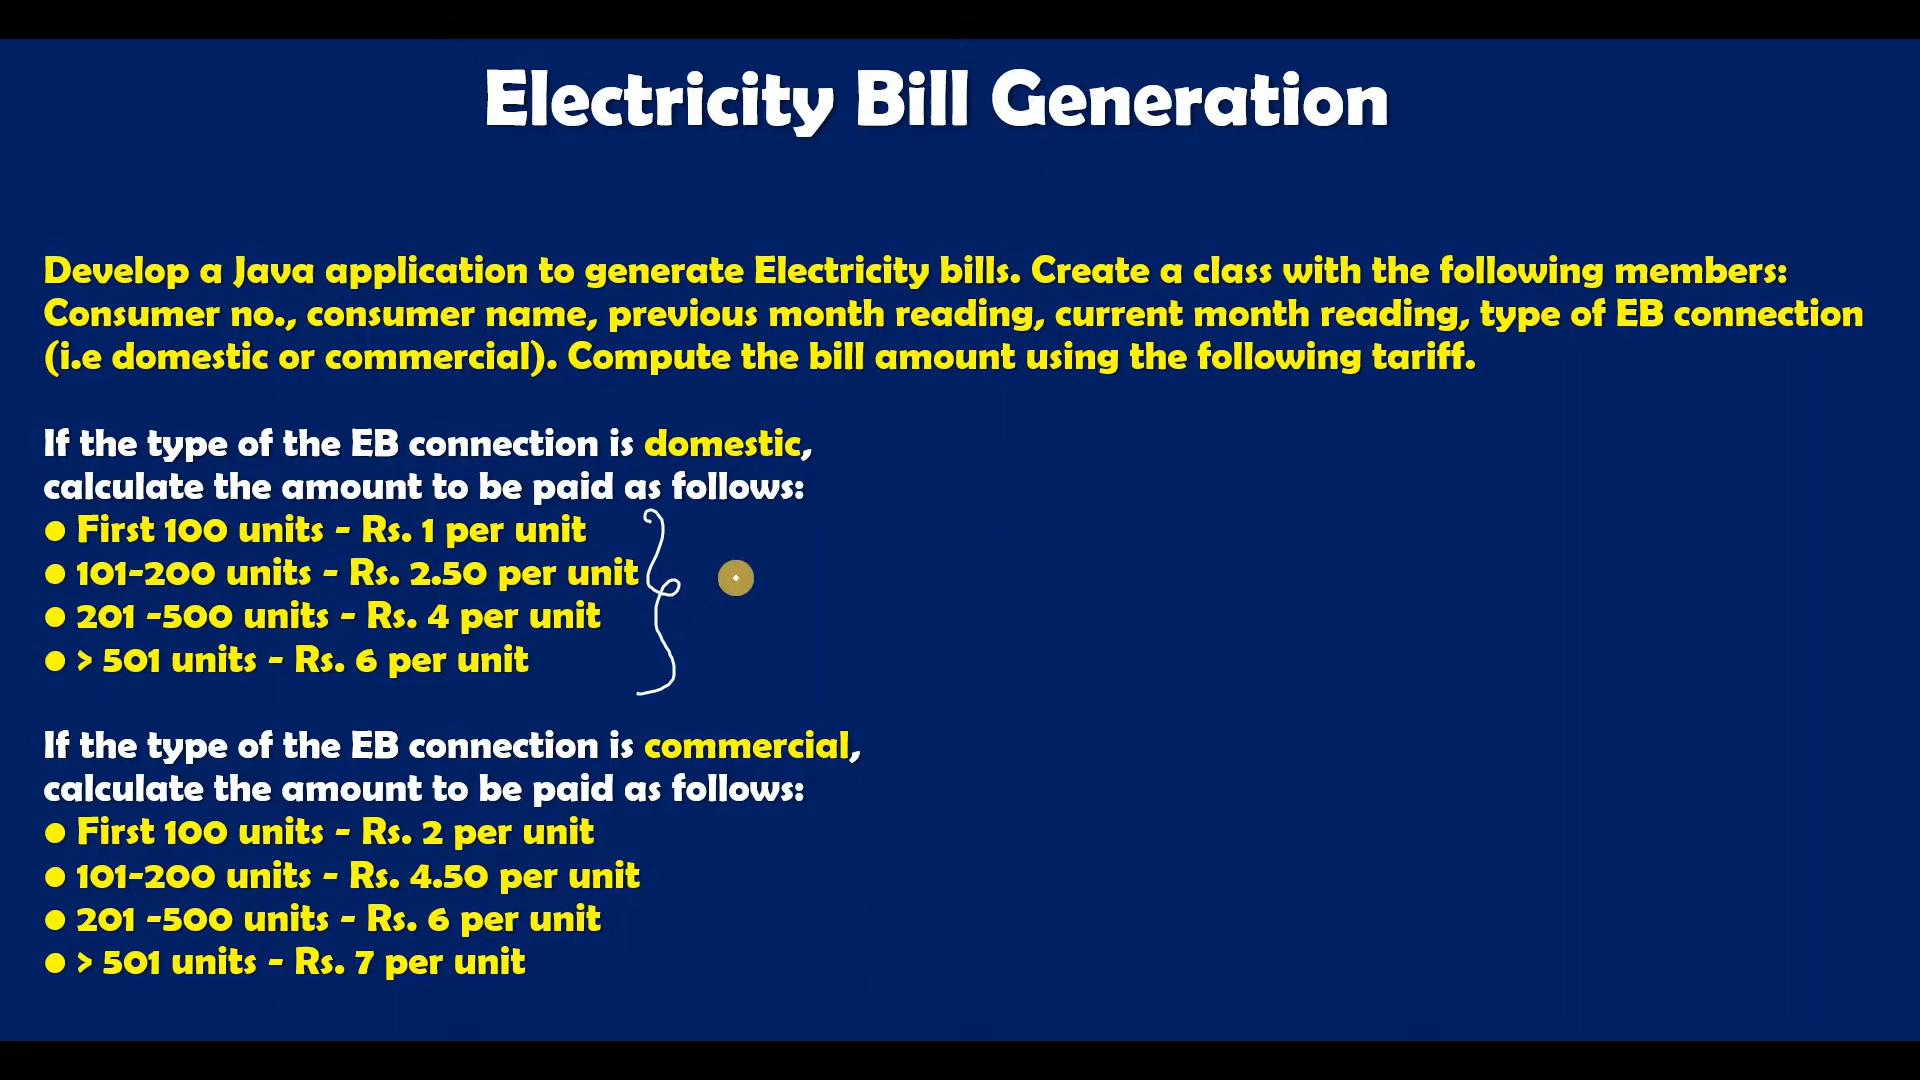 Electricity Bill Generation
Develop a Java application to generate Electricity bills. Create a class with the following members:
Consumer no., consumer name, previous month reading, current month reading, type of EB connection
(i.e domestic or commercial). Compute the bill amount using the following tariff.
If the type of the EB connection is domestic,
calculate the amount to be paid as follows:
● First 100 units - Rs. 1 per unit
● 101-200 units - Rs. 2.50 per unit
● 201 -500 units - Rs. 4 per unit
● > 501 units - Rs. 6 per unit
If the type of the EB connection is commercial,
calculate the amount to be paid as follows:
● First 100 units - Rs. 2 per unit
● 101-200 units - Rs. 4.50 per unit
● 201 -500 units - Rs. 6 per unit
● > 501 units - Rs. 7 per unit